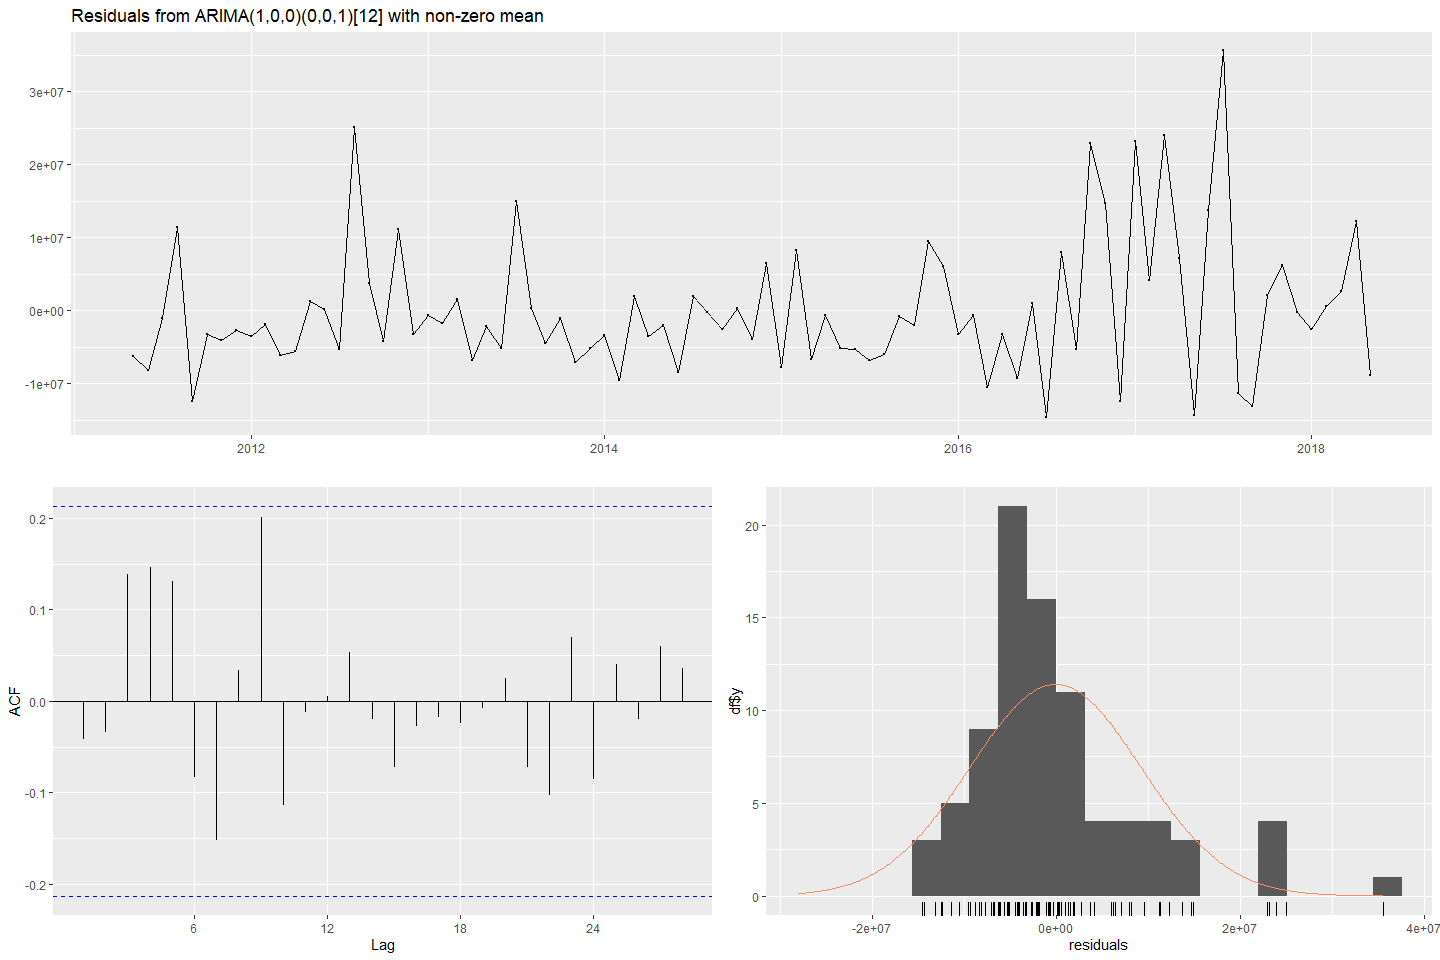 Residuals from ARIMA(1,0,0)(0,0,1)[12] with non-zero mean
3e+07
2e+07
1e+07
0e+00
-1e+07
2012
2014
2016
2018
ACF
0.2
0.1
0.0
-0.1
-0.2
6
12
18
24
Lag
df$y
20
15
10
5
0
-2e+07
0e+00
2e+07
4e+07
residuals